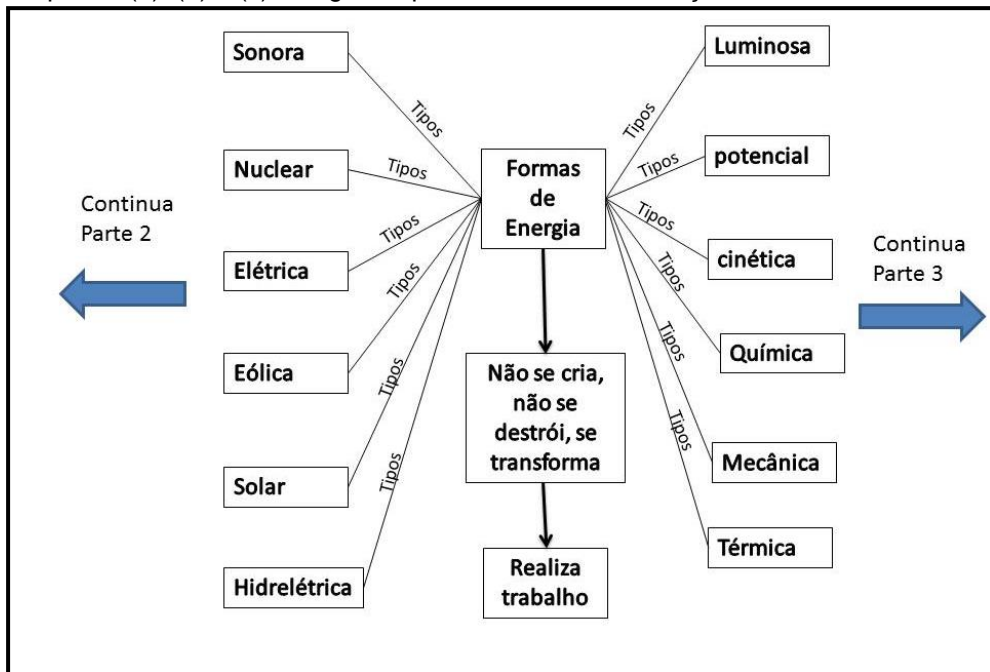 Sonora
Nuclear
Elétrica
Eólica
Solar
Hidrelétrica
Continua
Parte 2
Tipos
Tipos
Tipos
Tipos
Tipos
Tipos
Formas
de
Energia
Não se cria,
não se
destrói, se
transforma
Realiza
trabalho
Tipos
Tipos
Tipos
Tipos
Tipos
Tipos
Luminosa
potencial
cinética
Química
Mecânica
Térmica
Continua
Parte 3